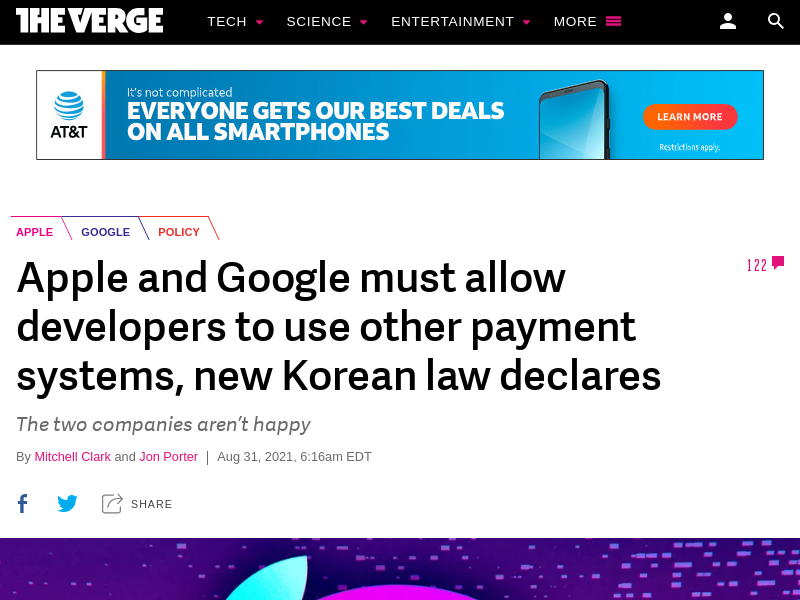 THE VERGE
TECH
SCIENCE
ENTERTAINMENT
MORE
AT&T
It's not complicated
EVERYONE GETS OUR BEST DEALS
ON ALL SMARTPHONES
LEARN MORE
Restrictions apply.
APPLE
GOOGLE
POLICY
Apple and Google must allow
developers to use other payment
systems, new Korean law declares
122
The two companies aren't happy
By Mitchell Clark and Jon Porter | Aug 31, 2021, 6:16am EDT
SHARE